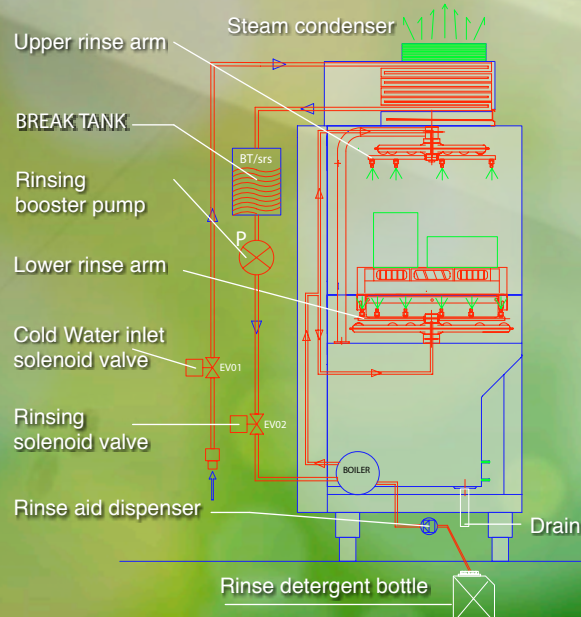 Steam condenser
Upper rinse arm
BREAK TANK
BT/srs
Rinsing
booster pump
P
Lower rinse arm
Cold Water inlet
solenoid valve
EV01
Rinsing
solenoid valve
EV02
BOILER
Rinse aid dispenser
Drain
Rinse detergent bottle